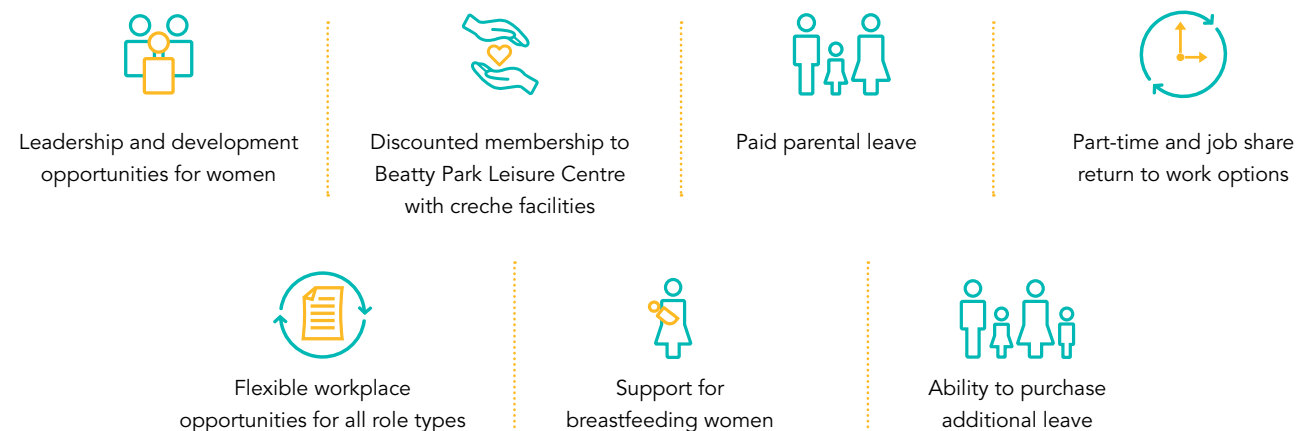 Leadership and development
opportunities for women
Discounted membership to
Beatty Park Leisure Centre
with creche facilities
Paid parental leave
Part-time and job share
return to work options
Flexible workplace
opportunities for all role types
Support for
breastfeeding women
Ability to purchase
additional leave